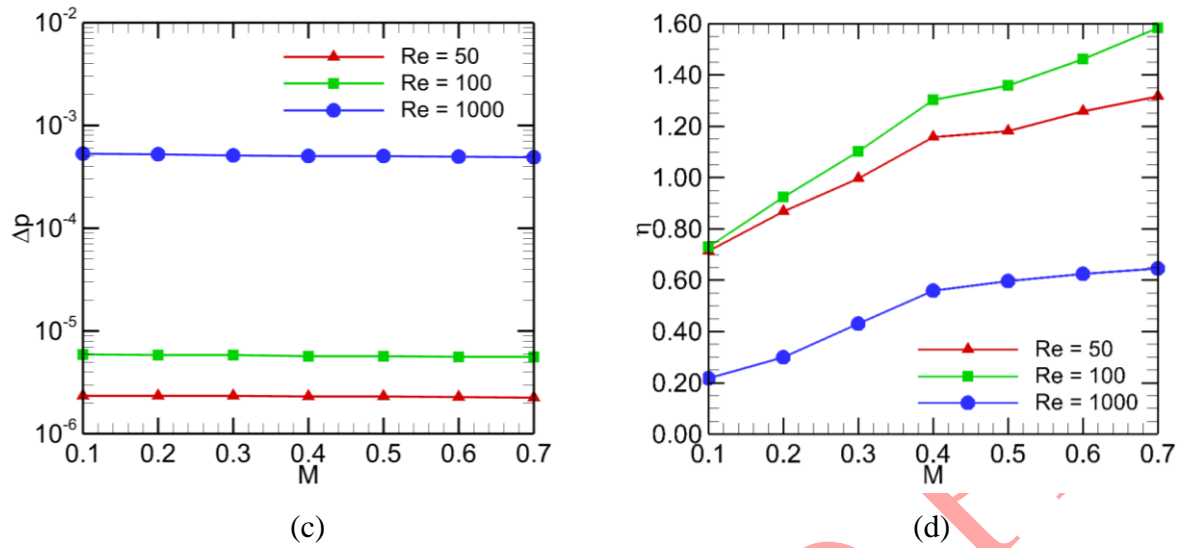 10^-2
10^-3
10^-4
10^-5
10^-6
Δp
Re = 50
Re = 100
Re = 1000
0.1 0.2 0.3 0.4 0.5 0.6 0.7
M
(c)
1.60
1.40
1.20
1.00
0.80
0.60
0.40
0.20
0.00
η
Re = 50
Re = 100
Re = 1000
0.1 0.2 0.3 0.4 0.5 0.6 0.7
M
(d)